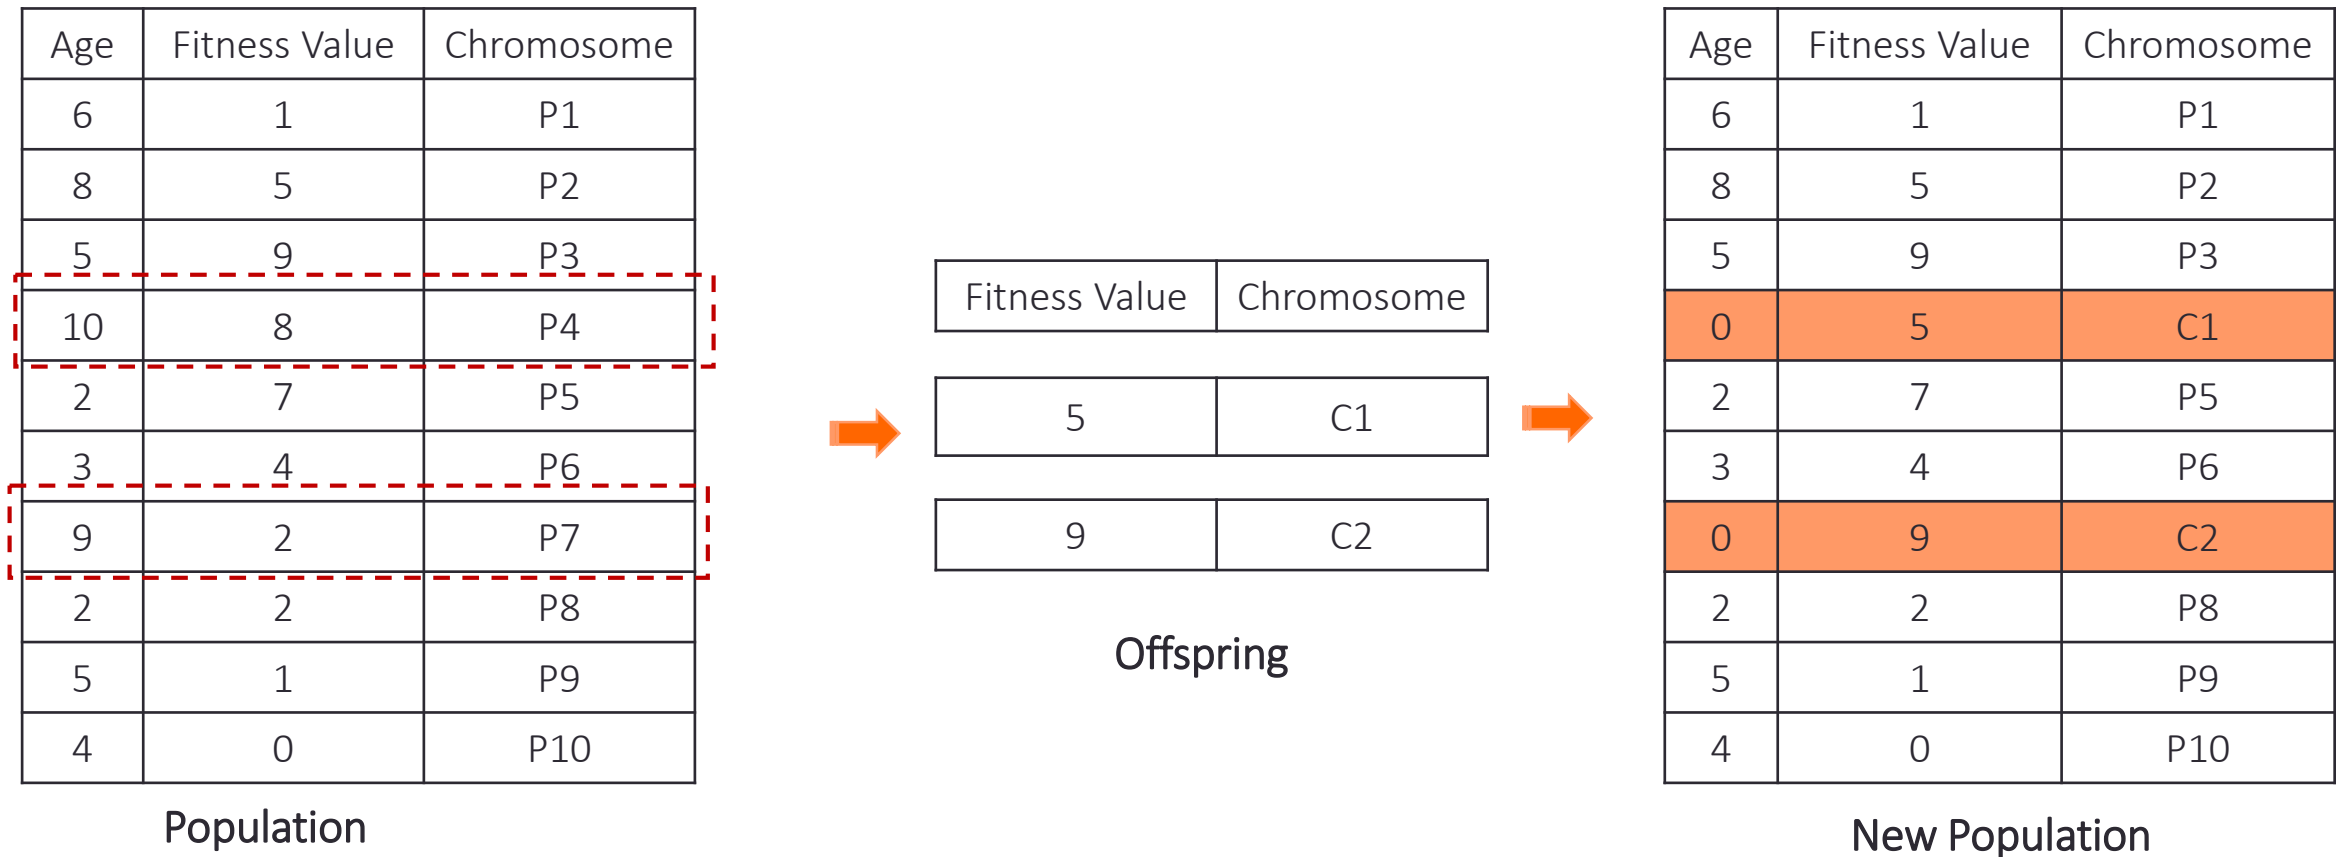 Age Fitness Value Chromosome
6 1 P1
8 5 P2
5 9 P3
10 8 P4
2 7 P5
3 4 P6
9 2 P7
2 2 P8
5 1 P9
4 0 P10
Population
Fitness Value Chromosome
5 C1
9 C2
Offspring
Age Fitness Value Chromosome
6 1 P1
8 5 P2
5 9 P3
0 5 C1
2 7 P5
3 4 P6
0 9 C2
2 2 P8
5 1 P9
4 0 P10
New Population